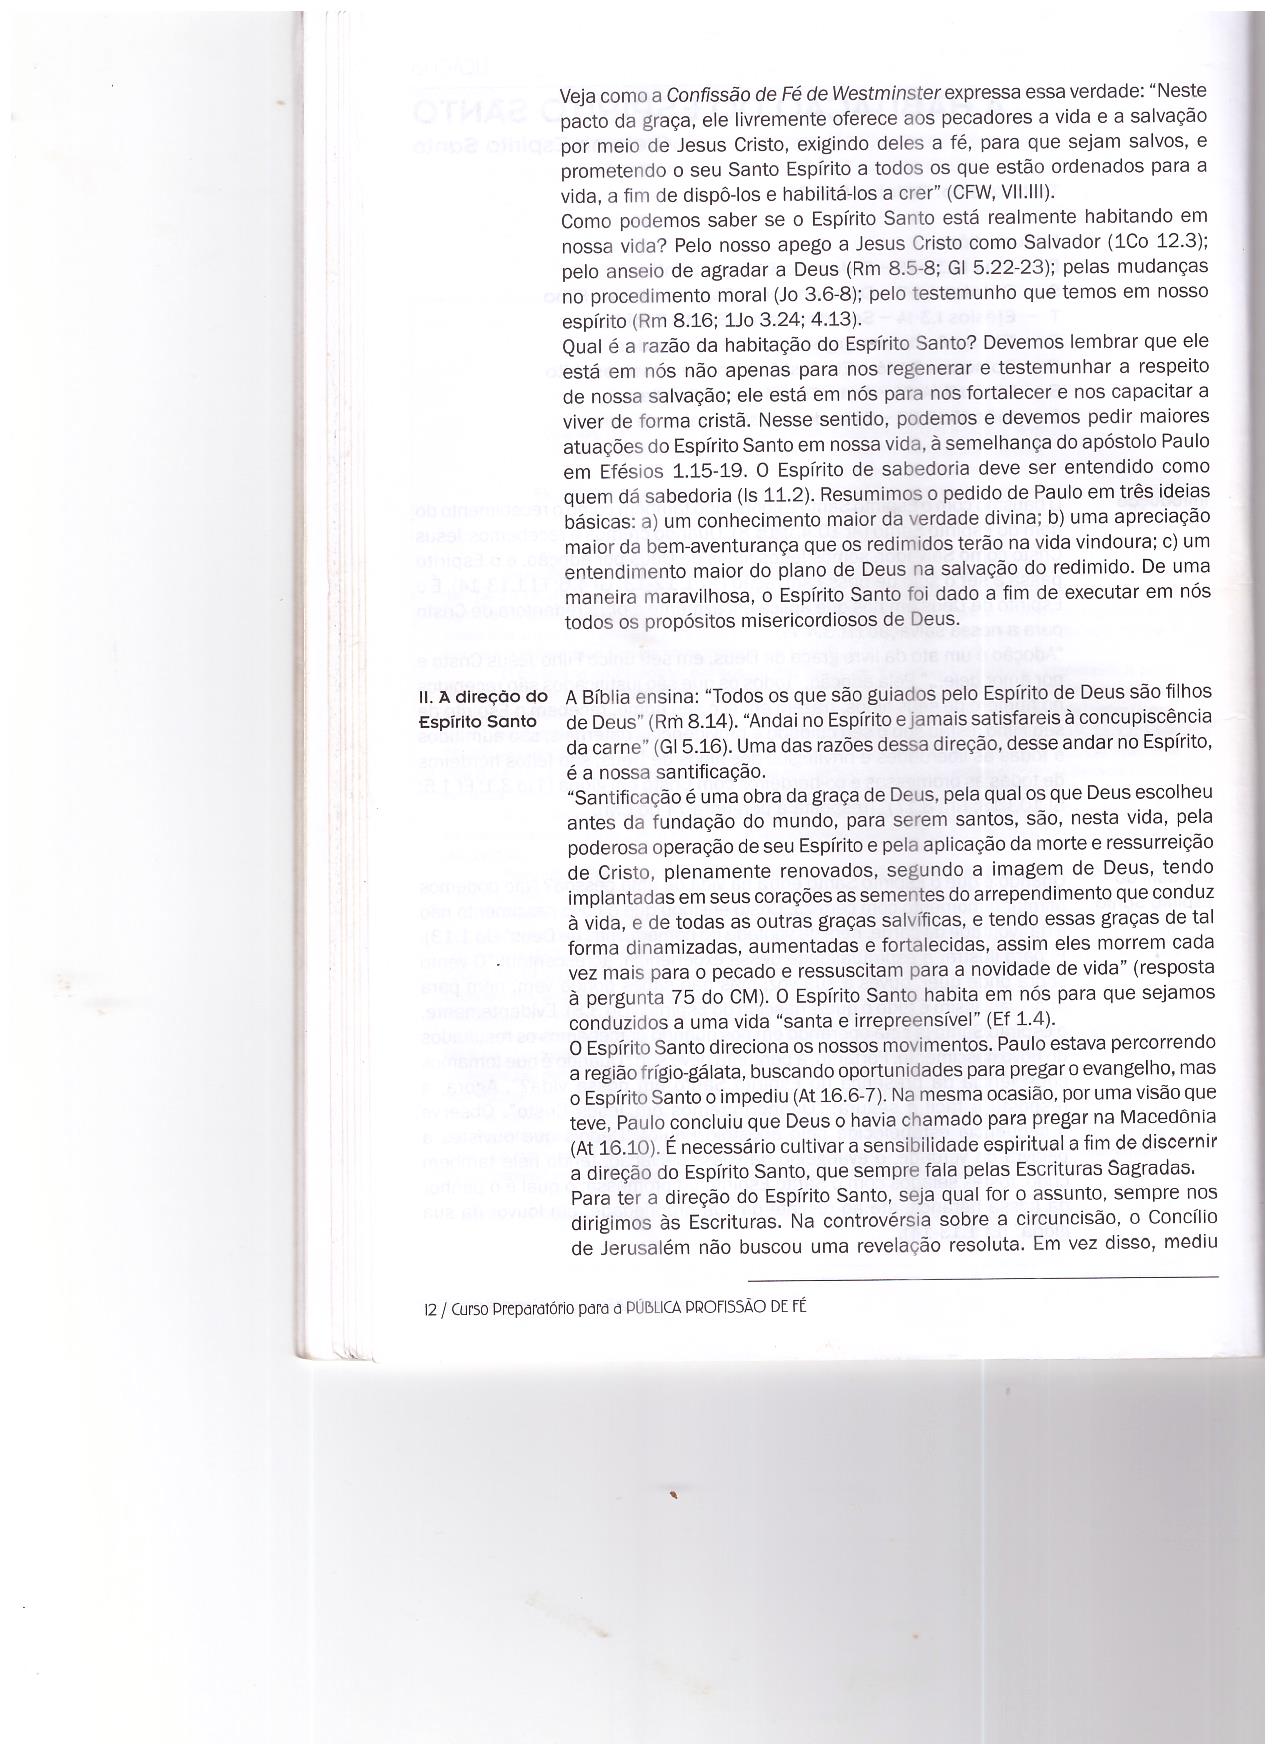 Veja como a Confissão de Fé de Westminster expressa essa verdade: “Neste
pacto da graça, ele livremente oferece aos pecadores a vida e a salvação
por meio de Jesus Cristo, exigindo deles a fé, para que sejam salvos, e
prometendo o seu Santo Espírito a todos os que estão ordenados para a
vida, a fim de dispô-los e habilitá-los a crer” (CFW, VII.III).
Como podemos saber se o Espírito Santo está realmente habitando em
nossa vida? Pelo nosso apego a Jesus Cristo como Salvador (1Co 12.3);
pelo anseio de agradar a Deus (Rm 8.5-8; Gl 5.22-23); pelas mudanças
no procedimento moral (Jo 3.6-8); pelo testemunho que temos em nosso
espírito (Rm 8.16; 1Jo 3.24; 4.13).
Qual é a razão da habitação do Espírito Santo? Devemos lembrar que ele
está em nós não apenas para nos regenerar e testemunhar a respeito
de nossa salvação; ele está em nós para nos fortalecer e nos capacitar a
viver de forma cristã. Nesse sentido, podemos e devemos pedir maiores
atuações do Espírito Santo em nossa vida, à semelhança do apóstolo Paulo
em Efésios 1.15-19. O Espírito de sabedoria deve ser entendido como
quem dá sabedoria (Is 11.2). Resumimos o pedido de Paulo em três ideias
básicas: a) um conhecimento maior da verdade divina; b) uma apreciação
maior da bem-aventurança que os redimidos terão na vida vindoura; c) um
entendimento maior do plano de Deus na salvação do redimido. De uma
maneira maravilhosa, o Espírito Santo foi dado a fim de executar em nós
todos os propósitos misericordiosos de Deus.
II. A direção do
Espírito Santo
A Bíblia ensina: “Todos os que são guiados pelo Espírito de Deus são filhos
de Deus” (Rm 8.14). “Andai no Espírito e jamais satisfareis à concupiscência
da carne” (Gl 5.16). Uma das razões dessa direção, desse andar no Espírito,
é a nossa santificação.
“Santificação é uma obra da graça de Deus, pela qual os que Deus escolheu
antes da fundação do mundo, para serem santos, são, nesta vida, pela
poderosa operação de seu Espírito e pela aplicação da morte e ressurreição
de Cristo, plenamente renovados, segundo a imagem de Deus, tendo
implantadas em seus corações as sementes do arrependimento que conduz
à vida, e de todas as outras graças salvíficas, e tendo essas graças de tal
forma dinamizadas, aumentadas e fortalecidas, assim eles morrem cada
vez mais para o pecado e ressuscitam para a novidade de vida” (resposta
à pergunta 75 do CM). O Espírito Santo habita em nós para que sejamos
conduzidos a uma vida “santa e irrepreensível” (Ef 1.4).
O Espírito Santo direciona os nossos movimentos. Paulo estava percorrendo
a região frígio-gálata, buscando oportunidades para pregar o evangelho, mas
o Espírito Santo o impediu (At 16.6-7). Na mesma ocasião, por uma visão que
teve, Paulo concluiu que Deus o havia chamado para pregar na Macedônia
(At 16.10). É necessário cultivar a sensibilidade espiritual a fim de discernir
a direção do Espírito Santo, que sempre fala pelas Escrituras Sagradas.
Para ter a direção do Espírito Santo, seja qual for o assunto, sempre nos
dirigimos às Escrituras. Na controvérsia sobre a circuncisão, o Concílio
de Jerusalém não buscou uma revelação resoluta. Em vez disso, mediu
12 / Curso Preparatório para a PÚBLICA PROFISSÃO DE FÉ